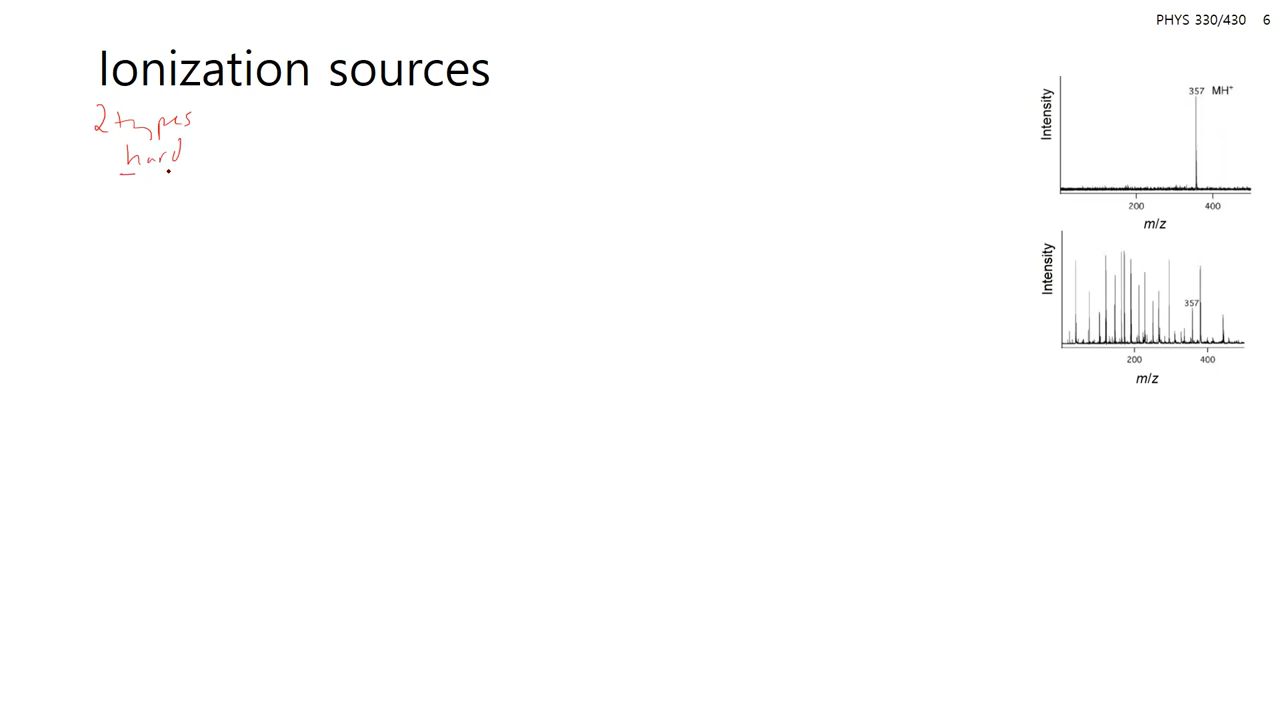 PHYS 330/430 6
Ionization sources
2 types
hard
357 MH⁺
Intensity
200 400
m/z
Intensity
357
200 400
m/z